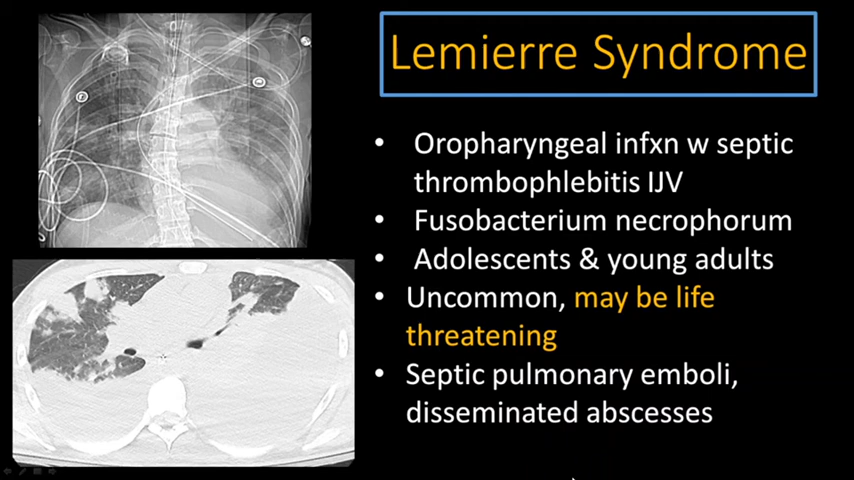 Lemierre Syndrome
• Oropharyngeal infxn w septic
thrombophlebitis IJV
• Fusobacterium necrophorum
• Adolescents & young adults
• Uncommon, may be life
threatening
• Septic pulmonary emboli,
disseminated abscesses